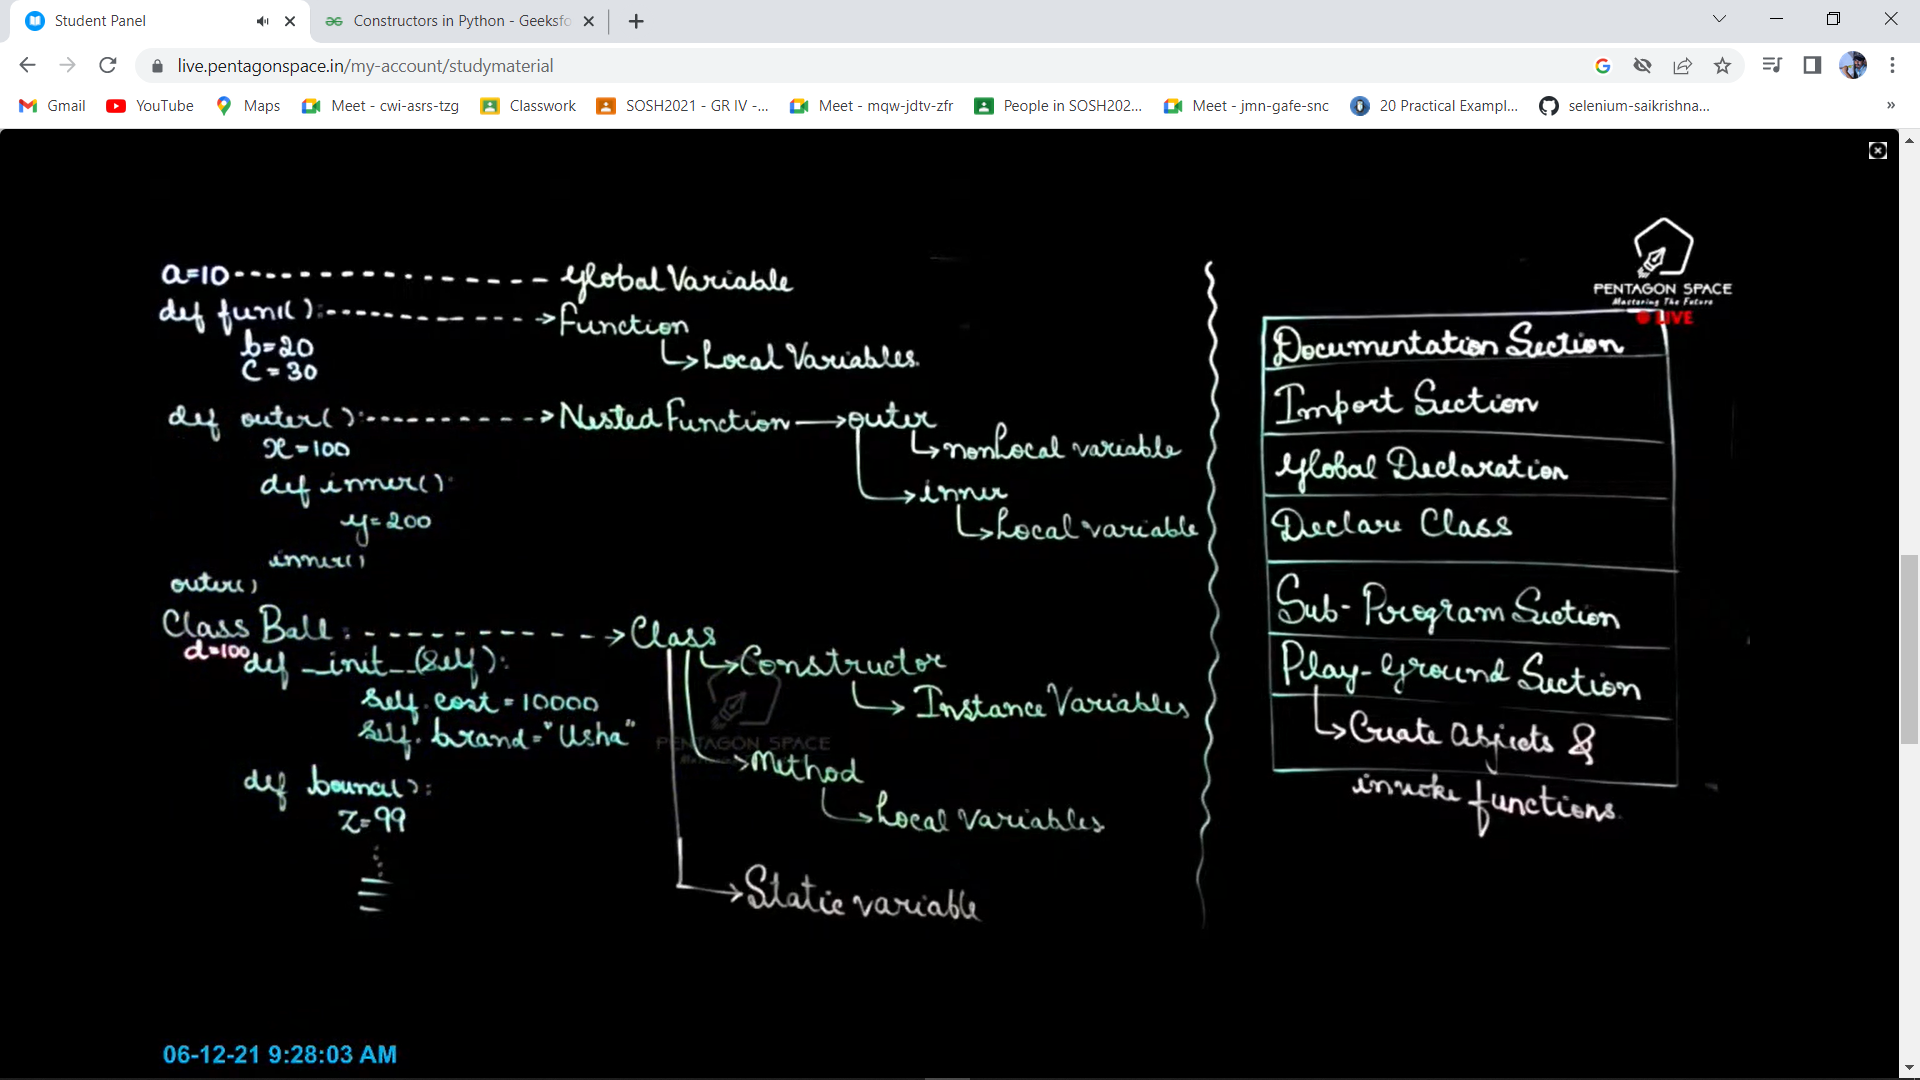 Student Panel
Constructors in Python - Geeksfo
live.pentagonspace.in/my-account/studymaterial
Gmail
YouTube
Maps
Meet - cwi-asrs-tzg
Classwork
SOSH2021 - GR IV -...
Meet - mqw-jdtv-zfr
People in SOSH202...
Meet - jmn-gafe-snc
20 Practical Exampl...
selenium-saikrishna...
»
a=10 - - - - - - - - - - - - - - - Global Variable
def fun1(): - - - - - - - - - - -> Function
b=20
↳ Local Variables.
C = 30
def outer(): - - - - - - - - - - -> Nested Function → outer
x=100
↳ nonLocal variable
def inner():
→ inner
y=200
↳ Local variable
inner()
outer()
Class Ball : - - - - - - - - - - -> Class
d=100
def _init_(Self):
↳ Constructor
self.cost = 10000
↳ Instance Variables
self.brand="Usha"
PENTAGON SPACE
→ Method
def bounce():
z=99
↳ Local Variables
→ Static variable
PENTAGON SPACE
Mastering The Future
LIVE
Documentation Section
Import Section
Global Declaration
Declare Class
Sub-Program Section
Play-Ground Section
↳ Create Objects &
invoke functions.
06-12-21 9:28:03 AM